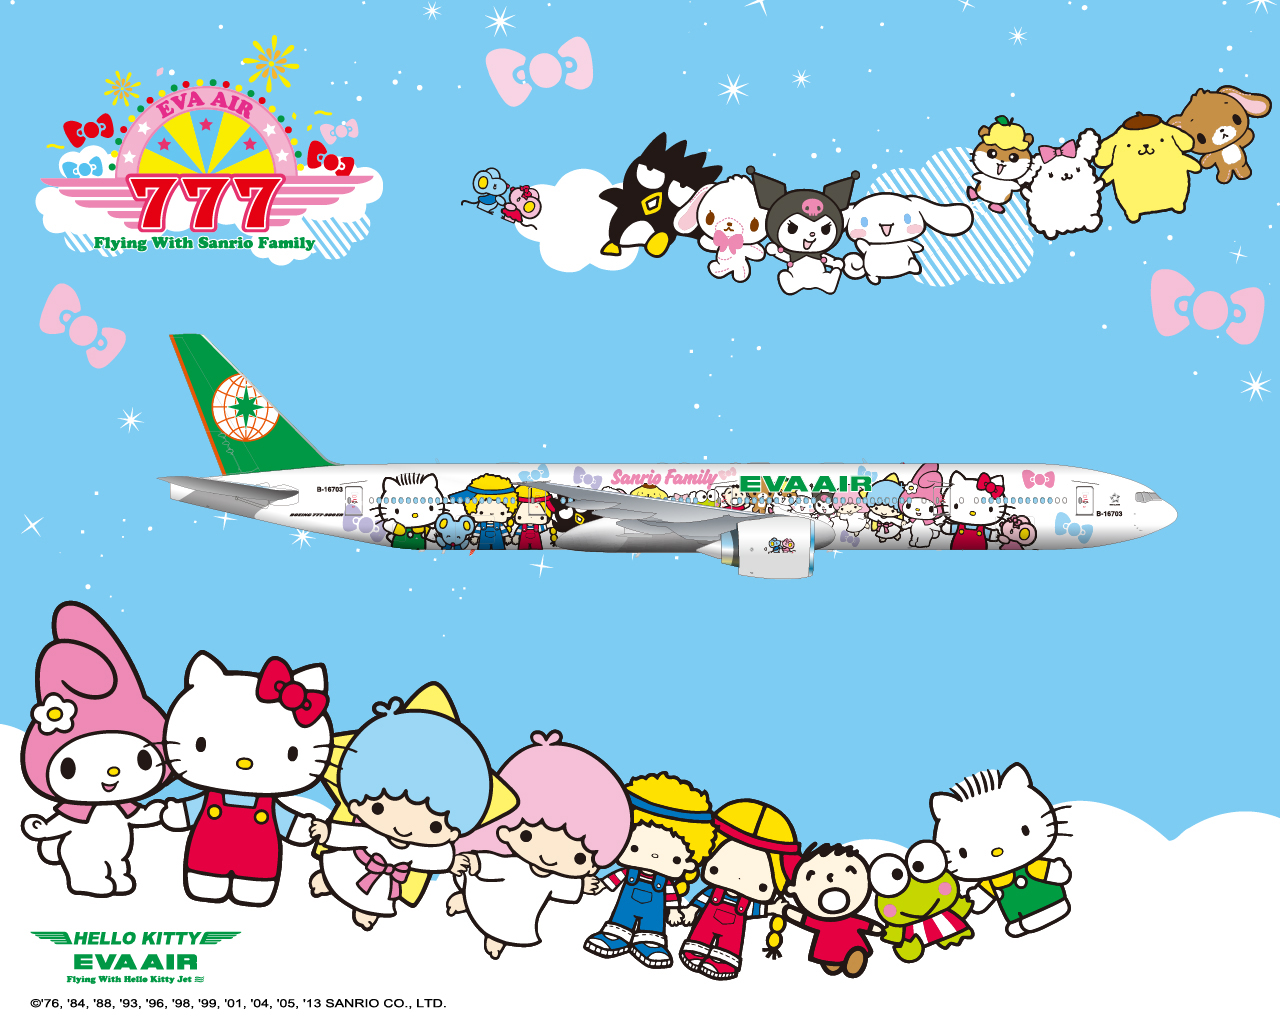 EVA AIR
777
Flying With Sanrio Family
Sanrio Family
EVA AIR
B-16703
B-16703
HELLO KITTY
EVA AIR
Flying With Hello Kitty Jet
©'76, '84, '88, '93, '96, '98, '99, '01, '04, '05, '13 SANRIO CO., LTD.